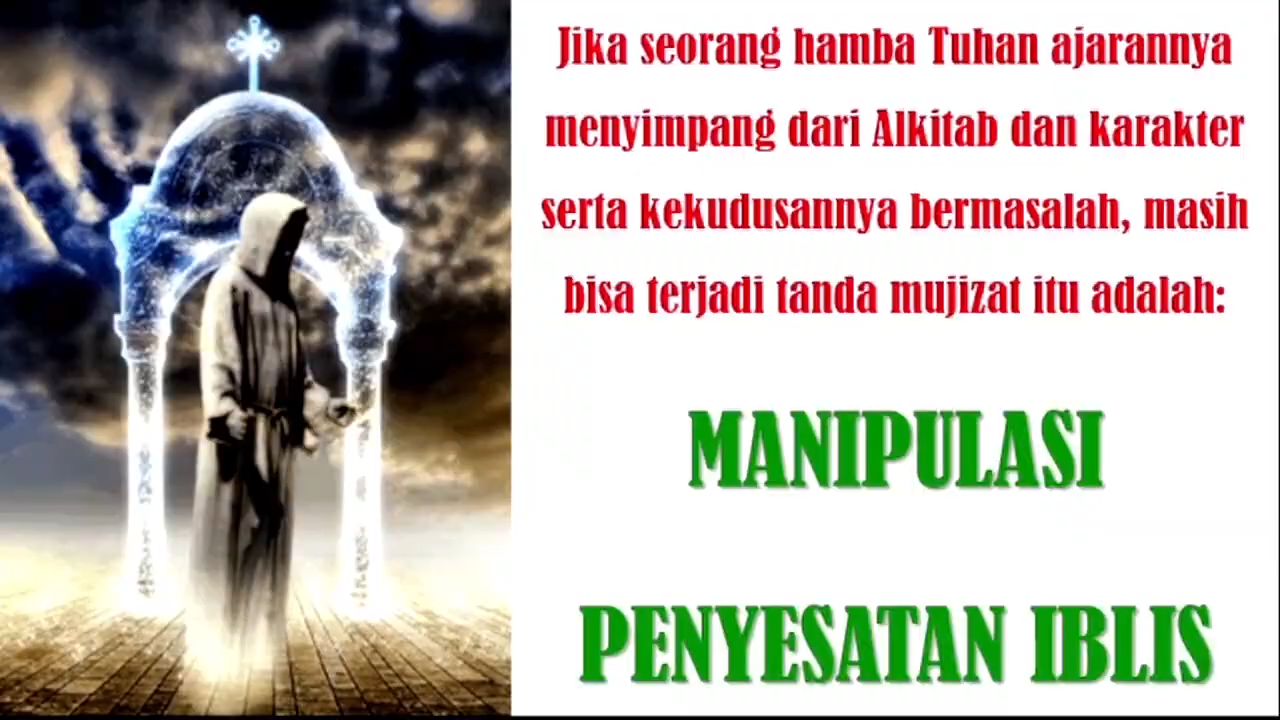 Jika seorang hamba Tuhan ajarannya
menyimpang dari Alkitab dan karakter
serta kekudusannya bermasalah, masih
bisa terjadi tanda mujizat itu adalah:
MANIPULASI
PENYESATAN IBLIS